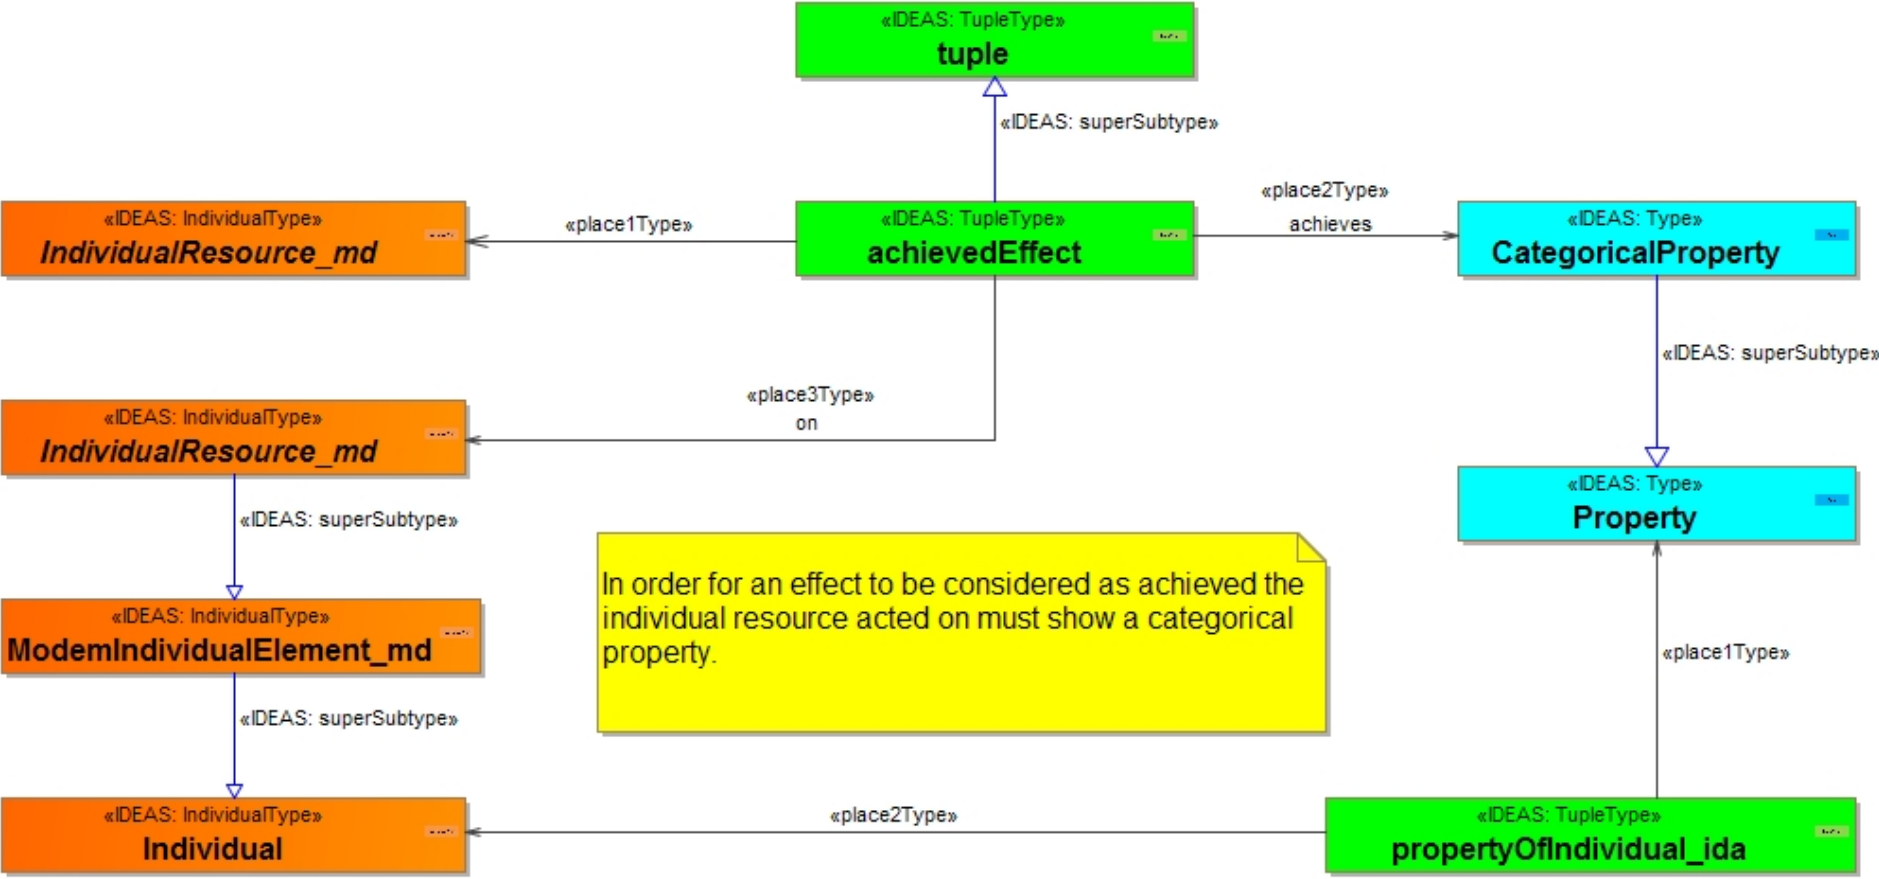 «IDEAS: TupleType»
tuple
«IDEAS: superSubtype»
«IDEAS: IndividualType»
IndividualResource_md
«place1Type»
«IDEAS: TupleType»
achievedEffect
«place2Type»
achieves
«IDEAS: Type»
CategoricalProperty
«IDEAS: superSubtype»
«place3Type»
on
«IDEAS: IndividualType»
IndividualResource_md
«IDEAS: superSubtype»
«IDEAS: Type»
Property
In order for an effect to be considered as achieved the
individual resource acted on must show a categorical
property.
«IDEAS: IndividualType»
ModemIndividualElement_md
«place1Type»
«IDEAS: superSubtype»
«IDEAS: IndividualType»
Individual
«place2Type»
«IDEAS: TupleType»
propertyOfIndividual_ida